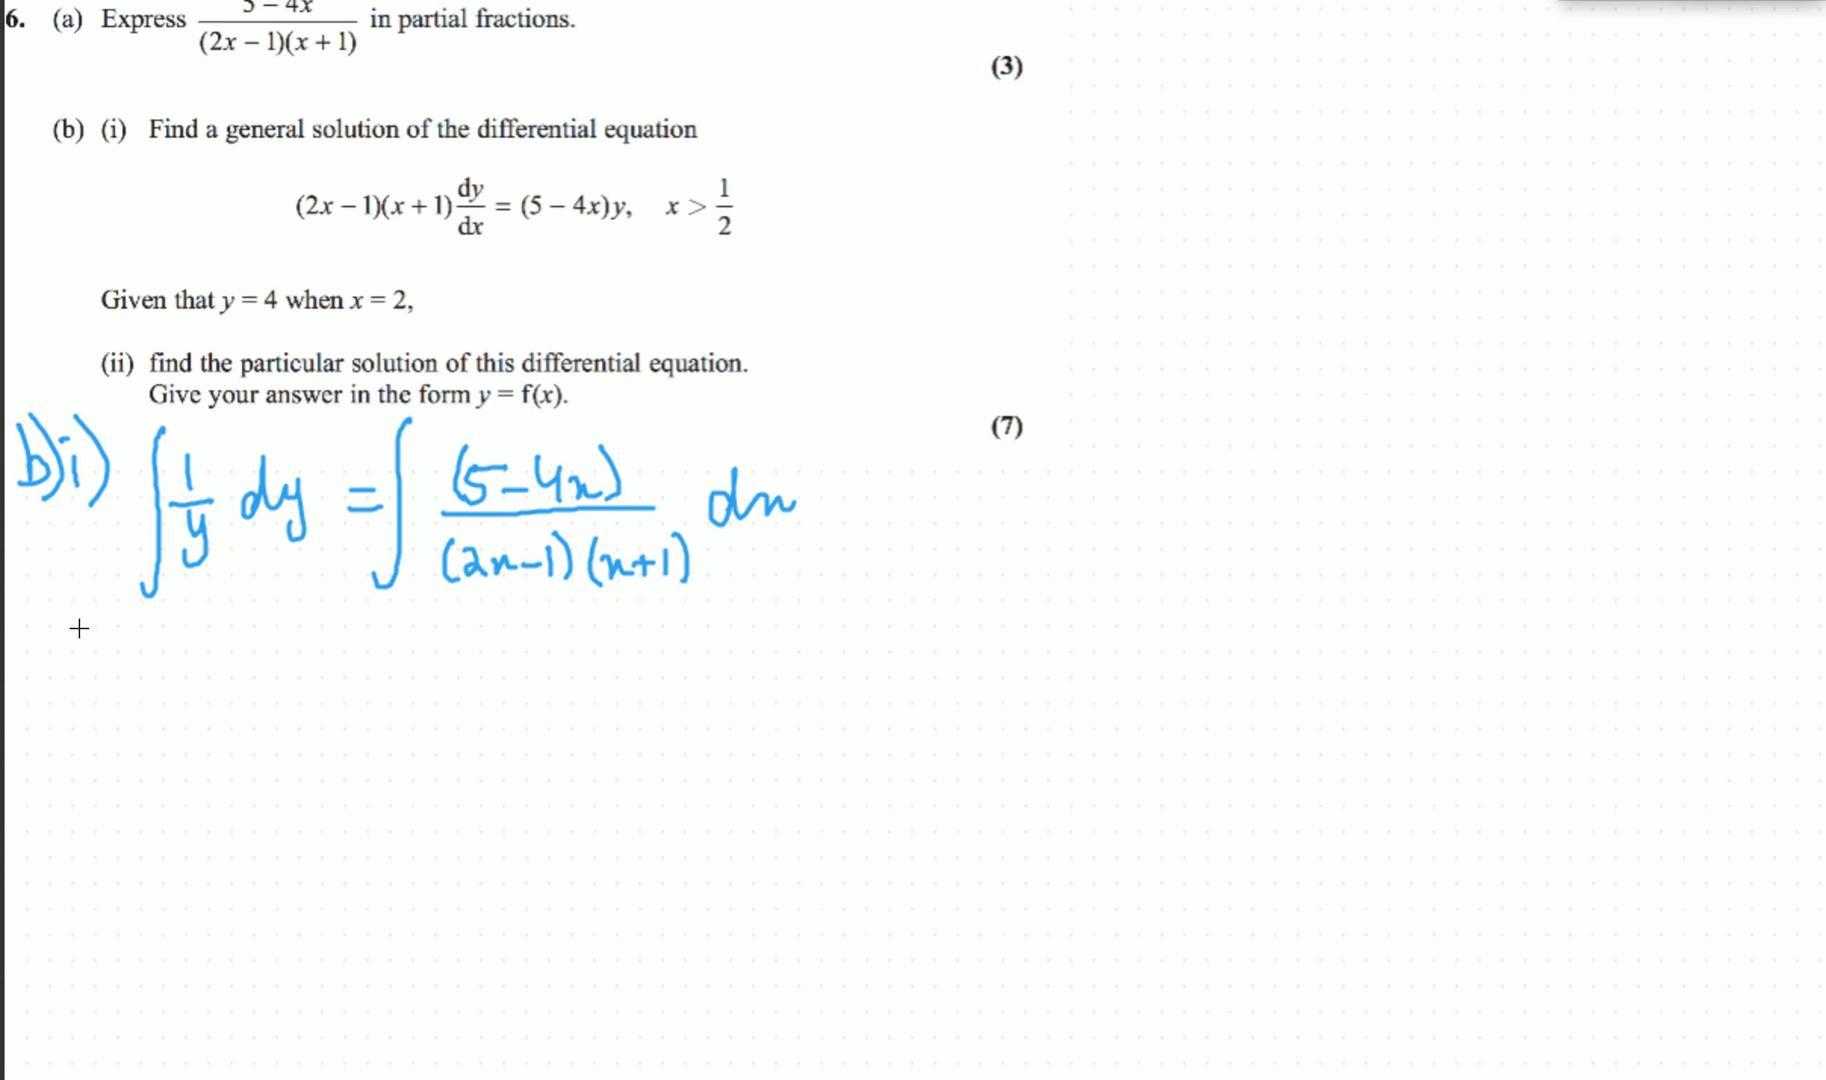 6. (a) Express (5 − 4x)/((2x − 1)(x + 1)) in partial fractions.
(3)
(b) (i) Find a general solution of the differential equation
(2x − 1)(x + 1) dy/dx = (5 − 4x)y, x > 1/2
Given that y = 4 when x = 2,
(ii) find the particular solution of this differential equation.
Give your answer in the form y = f(x).
(7)
b)i) ∫ 1/y dy = ∫ (5−4x)/((2x−1)(x+1)) dx